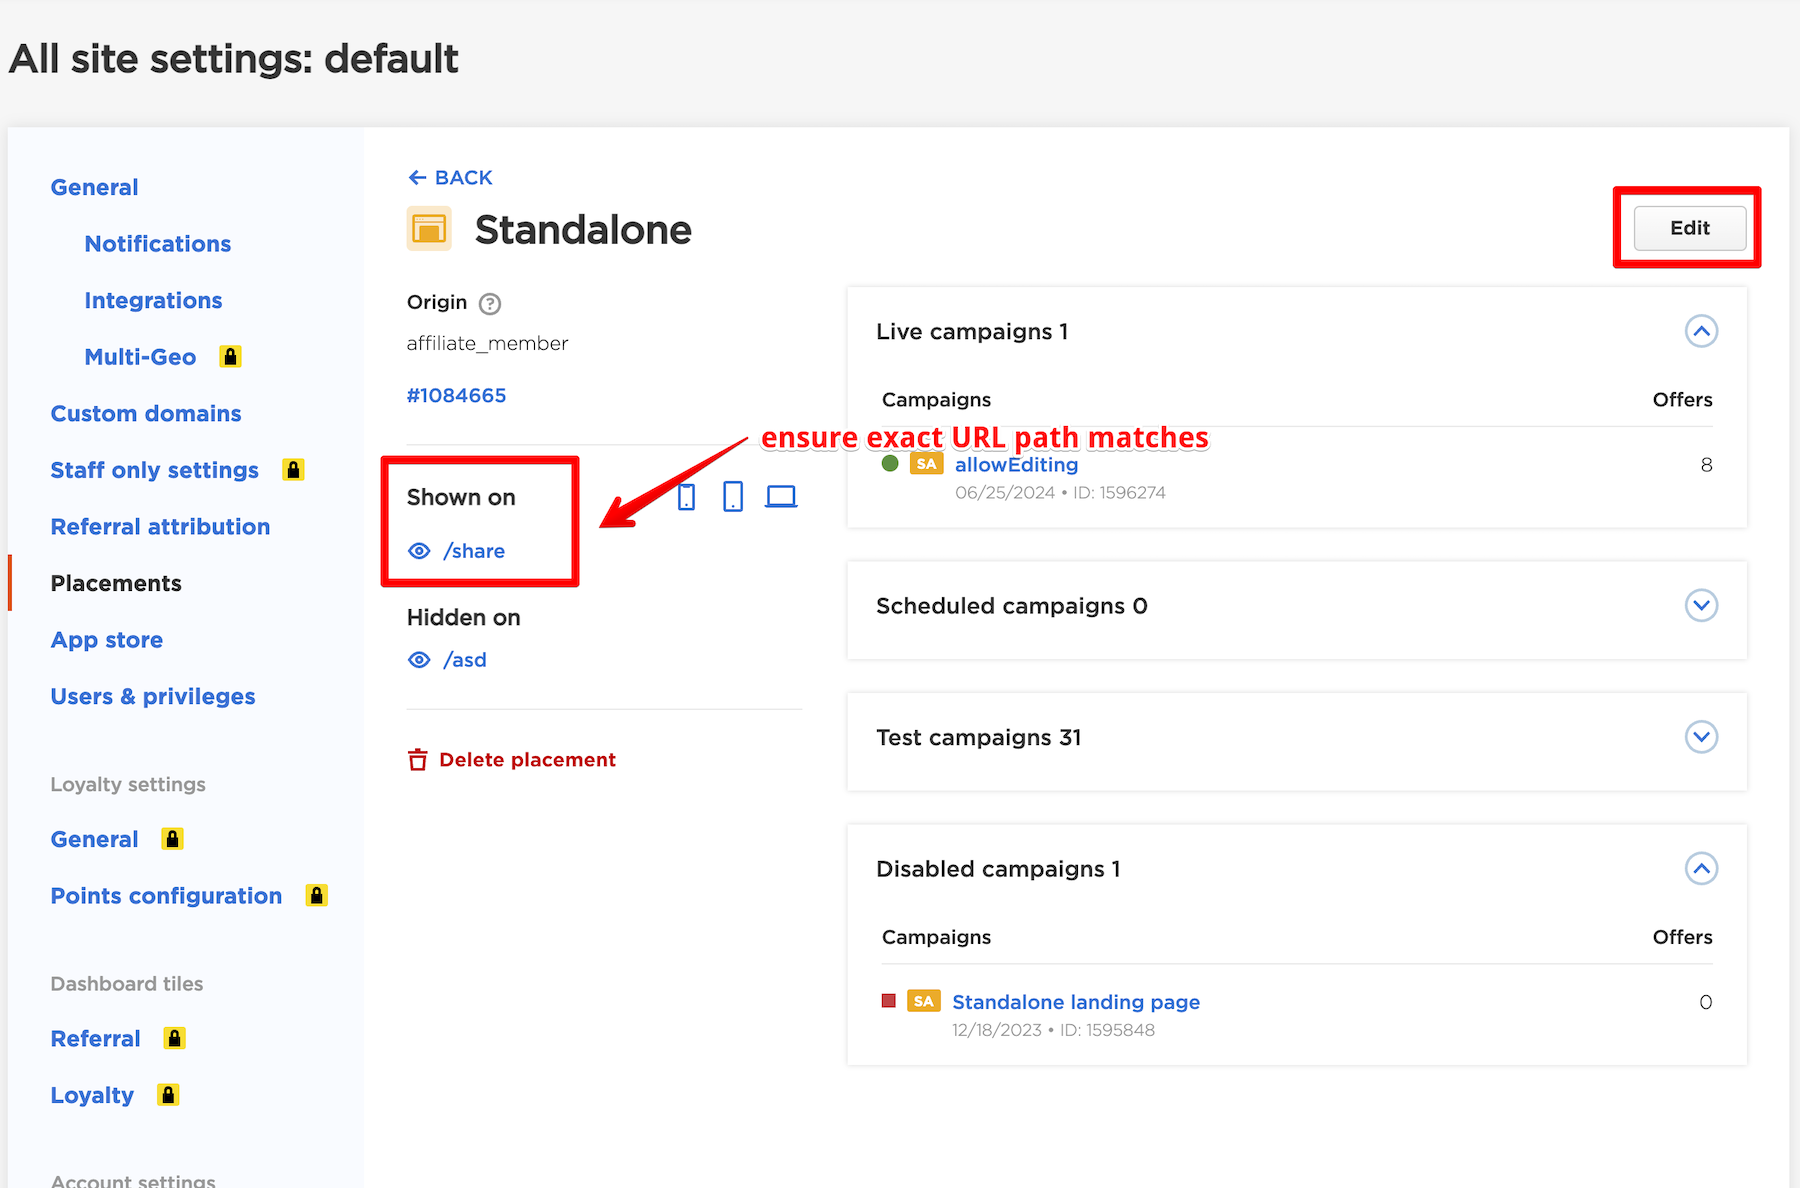 All site settings: default
General
Notifications
Integrations
Multi-Geo
Custom domains
Staff only settings
Referral attribution
Placements
App store
Users & privileges
Loyalty settings
General
Points configuration
Dashboard tiles
Referral
Loyalty
Account settings
← BACK
Standalone
Edit
Origin ?
affiliate_member
#1084665
ensure exact URL path matches
Shown on
/share
Hidden on
/asd
Delete placement
Live campaigns 1
Campaigns Offers
SA allowEditing 8
06/25/2024 • ID: 1596274
Scheduled campaigns 0
Test campaigns 31
Disabled campaigns 1
Campaigns Offers
SA Standalone landing page 0
12/18/2023 • ID: 1595848